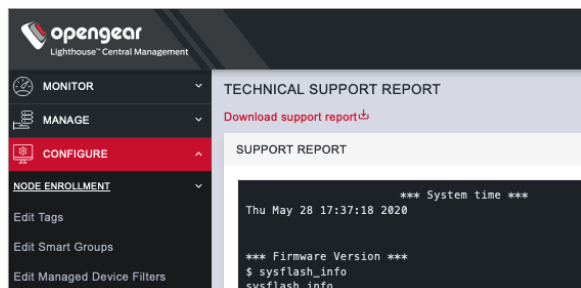 opengear
Lighthouse™ Central Management
MONITOR
MANAGE
CONFIGURE
NODE ENROLLMENT
Edit Tags
Edit Smart Groups
Edit Managed Device Filters
TECHNICAL SUPPORT REPORT
Download support report
SUPPORT REPORT
*** System time ***
Thu May 28 17:37:18 2020
*** Firmware Version ***
$ sysflash_info
sysflash_info